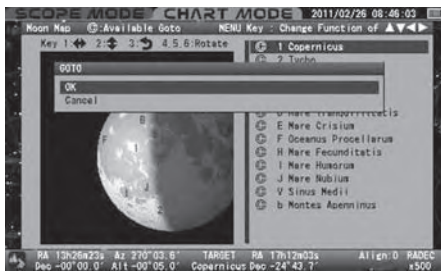 SCOPE MODE CHART MODE 2011/02/26 08:46:03
Moon Map :Available Goto MENU Key : Change Function of ▲▼◄►
Key 1: 2: 3: 4,5,6:Rotate
1 Copernicus
2 Tycho
GOTO
OK
Cancel
E Mare Crisium
F Oceanus Procellarum
H Mare Fecunditatis
I Mare Humorum
J Mare Nubium
V Sinus Medii
b Montes Apenninus
B
F
I
J
2
RA 13h26m23s Az 270°03.6' TARGET RA 17h12m03s Align:0 RADEC
Dec -00°00.0' Alt -00°05.0' Copernicus Dec -24°43.7' x500